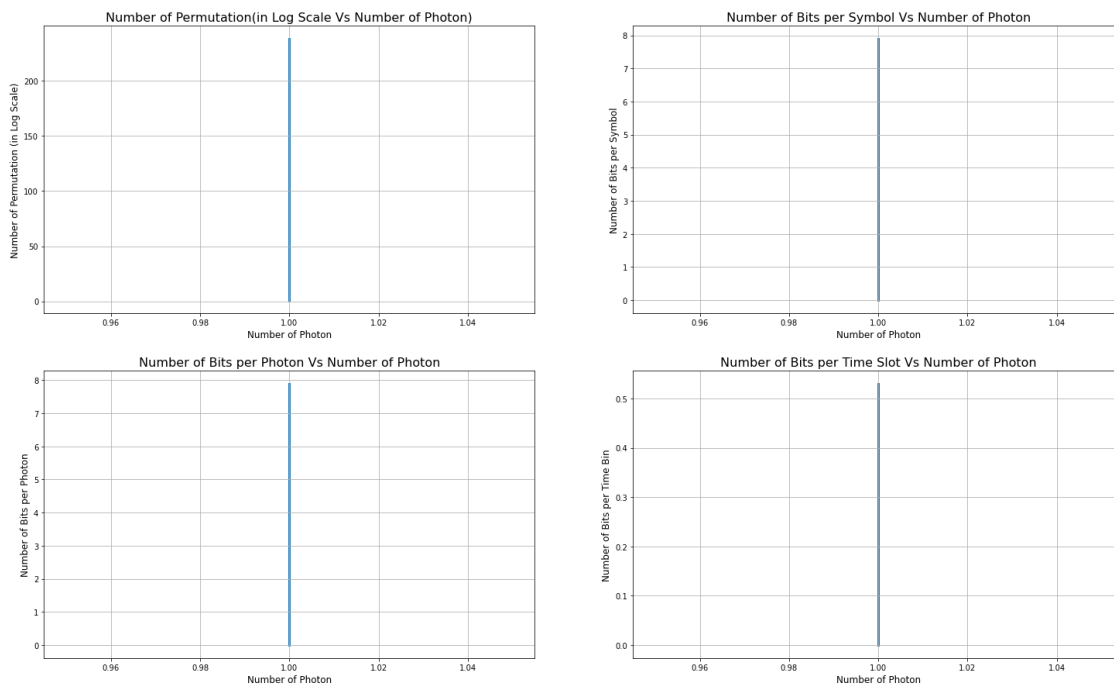 Number of Permutation(in Log Scale Vs Number of Photon)
Number of Permutation (in Log Scale)
200
150
100
50
0
0.96 0.98 1.00 1.02 1.04
Number of Photon
Number of Bits per Symbol Vs Number of Photon
Number of Bits per Symbol
8
7
6
5
4
3
2
1
0
0.96 0.98 1.00 1.02 1.04
Number of Photon
Number of Bits per Photon Vs Number of Photon
Number of Bits per Photon
8
7
6
5
4
3
2
1
0
0.96 0.98 1.00 1.02 1.04
Number of Photon
Number of Bits per Time Slot Vs Number of Photon
Number of Bits per Time Bin
0.5
0.4
0.3
0.2
0.1
0.0
0.96 0.98 1.00 1.02 1.04
Number of Photon